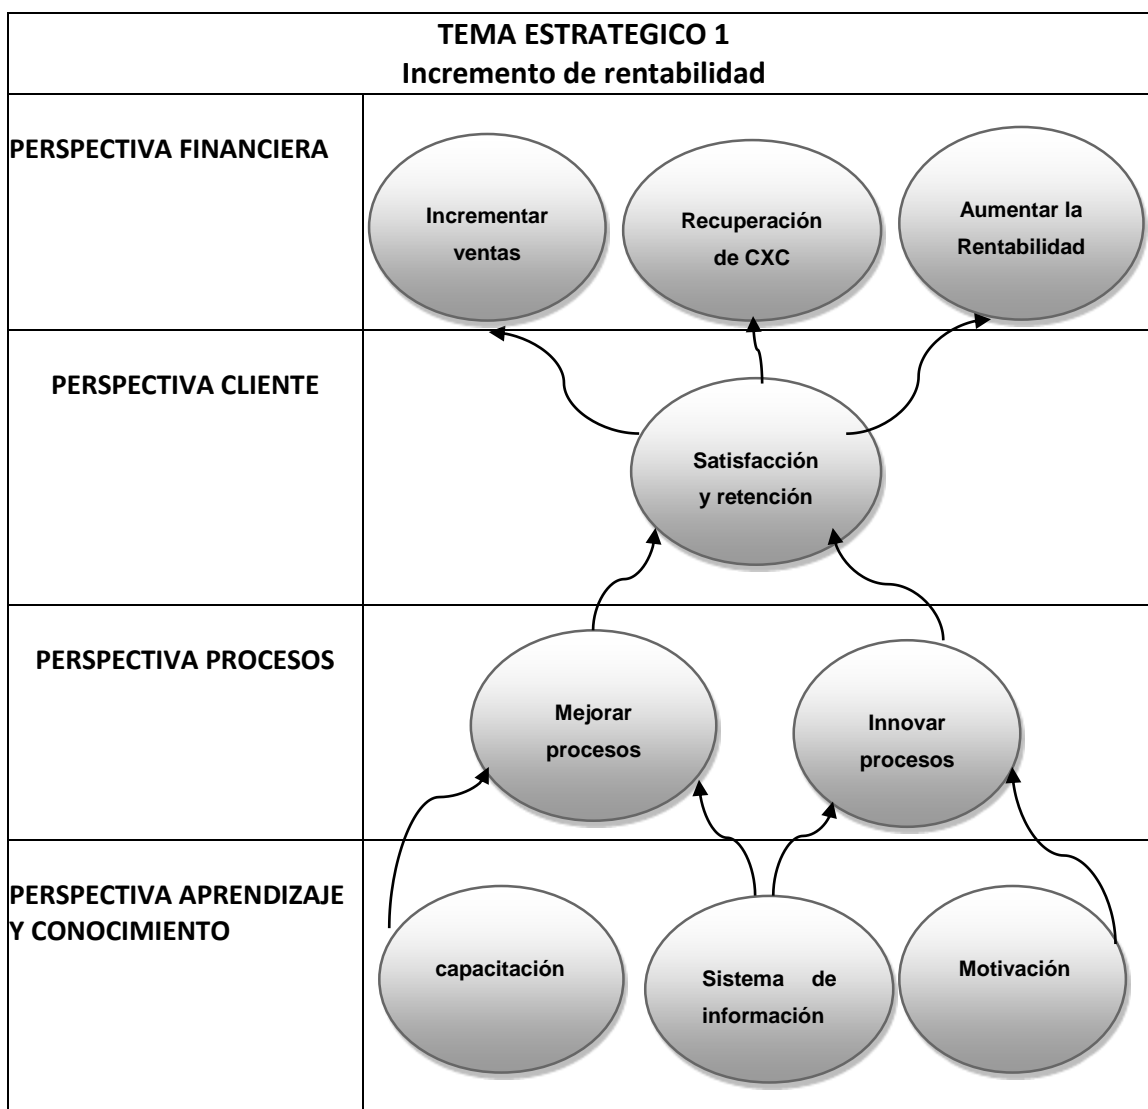 TEMA ESTRATEGICO 1
Incremento de rentabilidad
PERSPECTIVA FINANCIERA
Incrementar
ventas
Recuperación
de CXC
Aumentar la
Rentabilidad
PERSPECTIVA CLIENTE
Satisfacción
y retención
PERSPECTIVA PROCESOS
Mejorar
procesos
Innovar
procesos
PERSPECTIVA APRENDIZAJE
Y CONOCIMIENTO
capacitación
Sistema de
información
Motivación